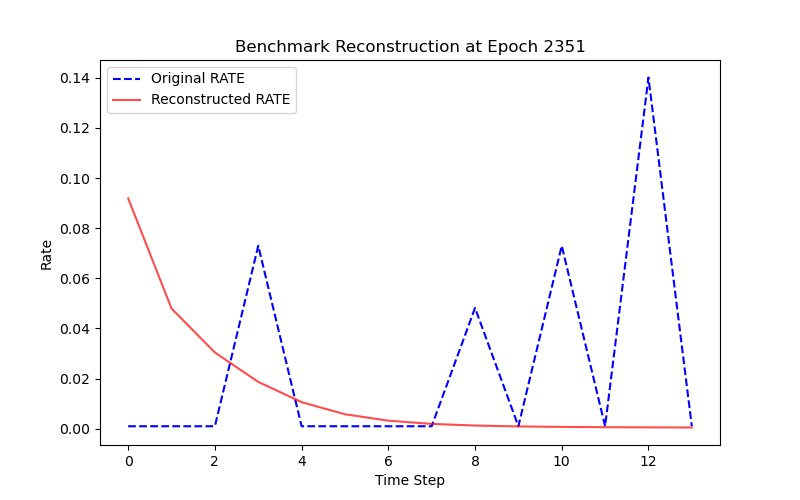 Benchmark Reconstruction at Epoch 2351
Original RATE
Reconstructed RATE
Rate
0.14
0.12
0.10
0.08
0.06
0.04
0.02
0.00
0 2 4 6 8 10 12
Time Step